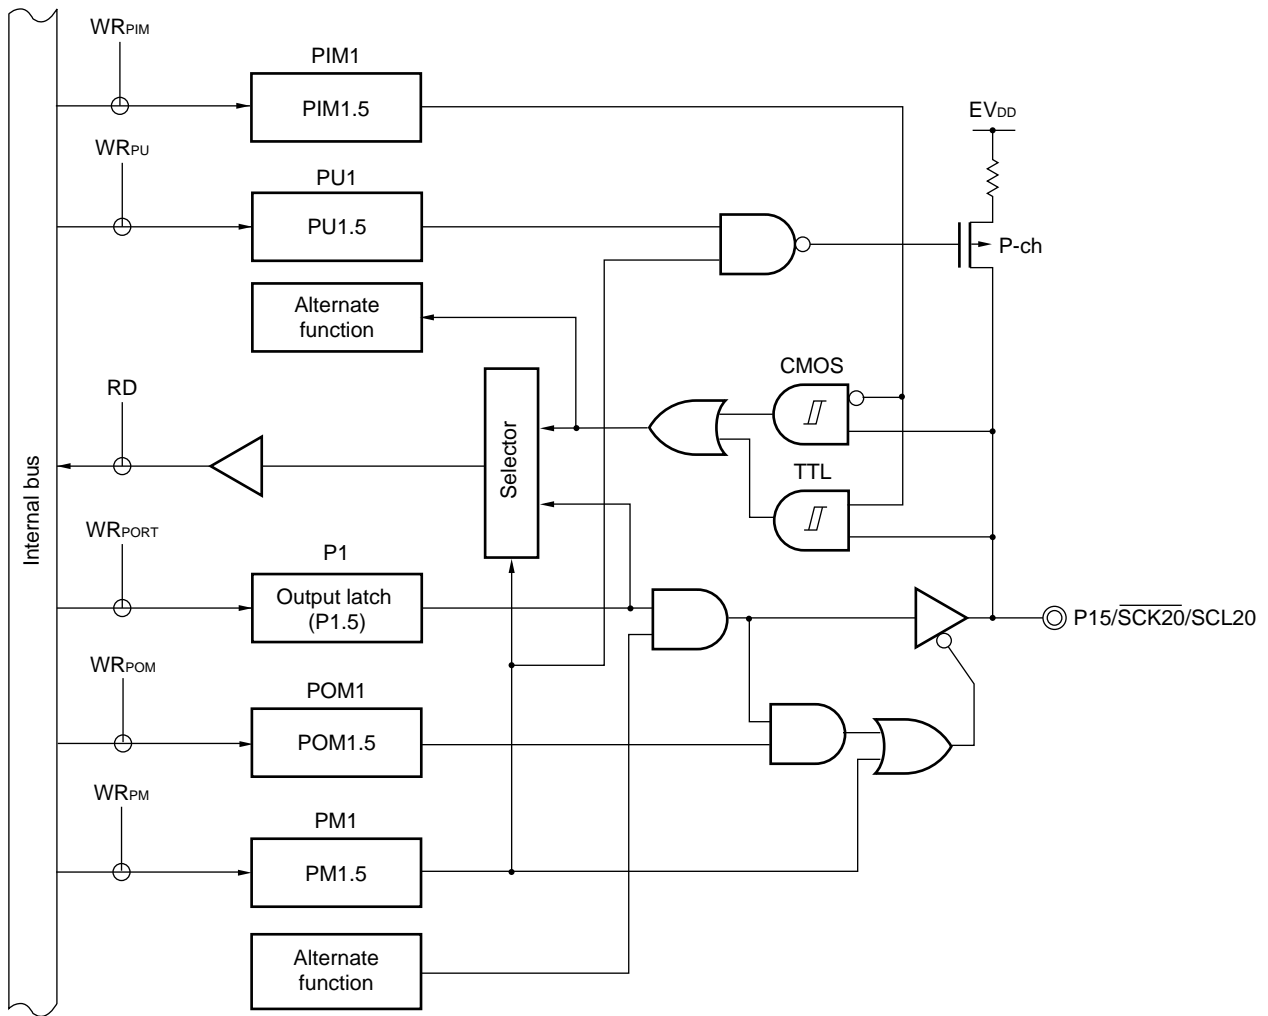 WRPIM
PIM1
PIM1.5
EVDD
WRPU
PU1
PU1.5
P-ch
Alternate
function
CMOS
RD
Selector
TTL
Internal bus
WRPORT
P1
Output latch
(P1.5)
P15/SCK20/SCL20
WRPOM
POM1
POM1.5
WRPM
PM1
PM1.5
Alternate
function